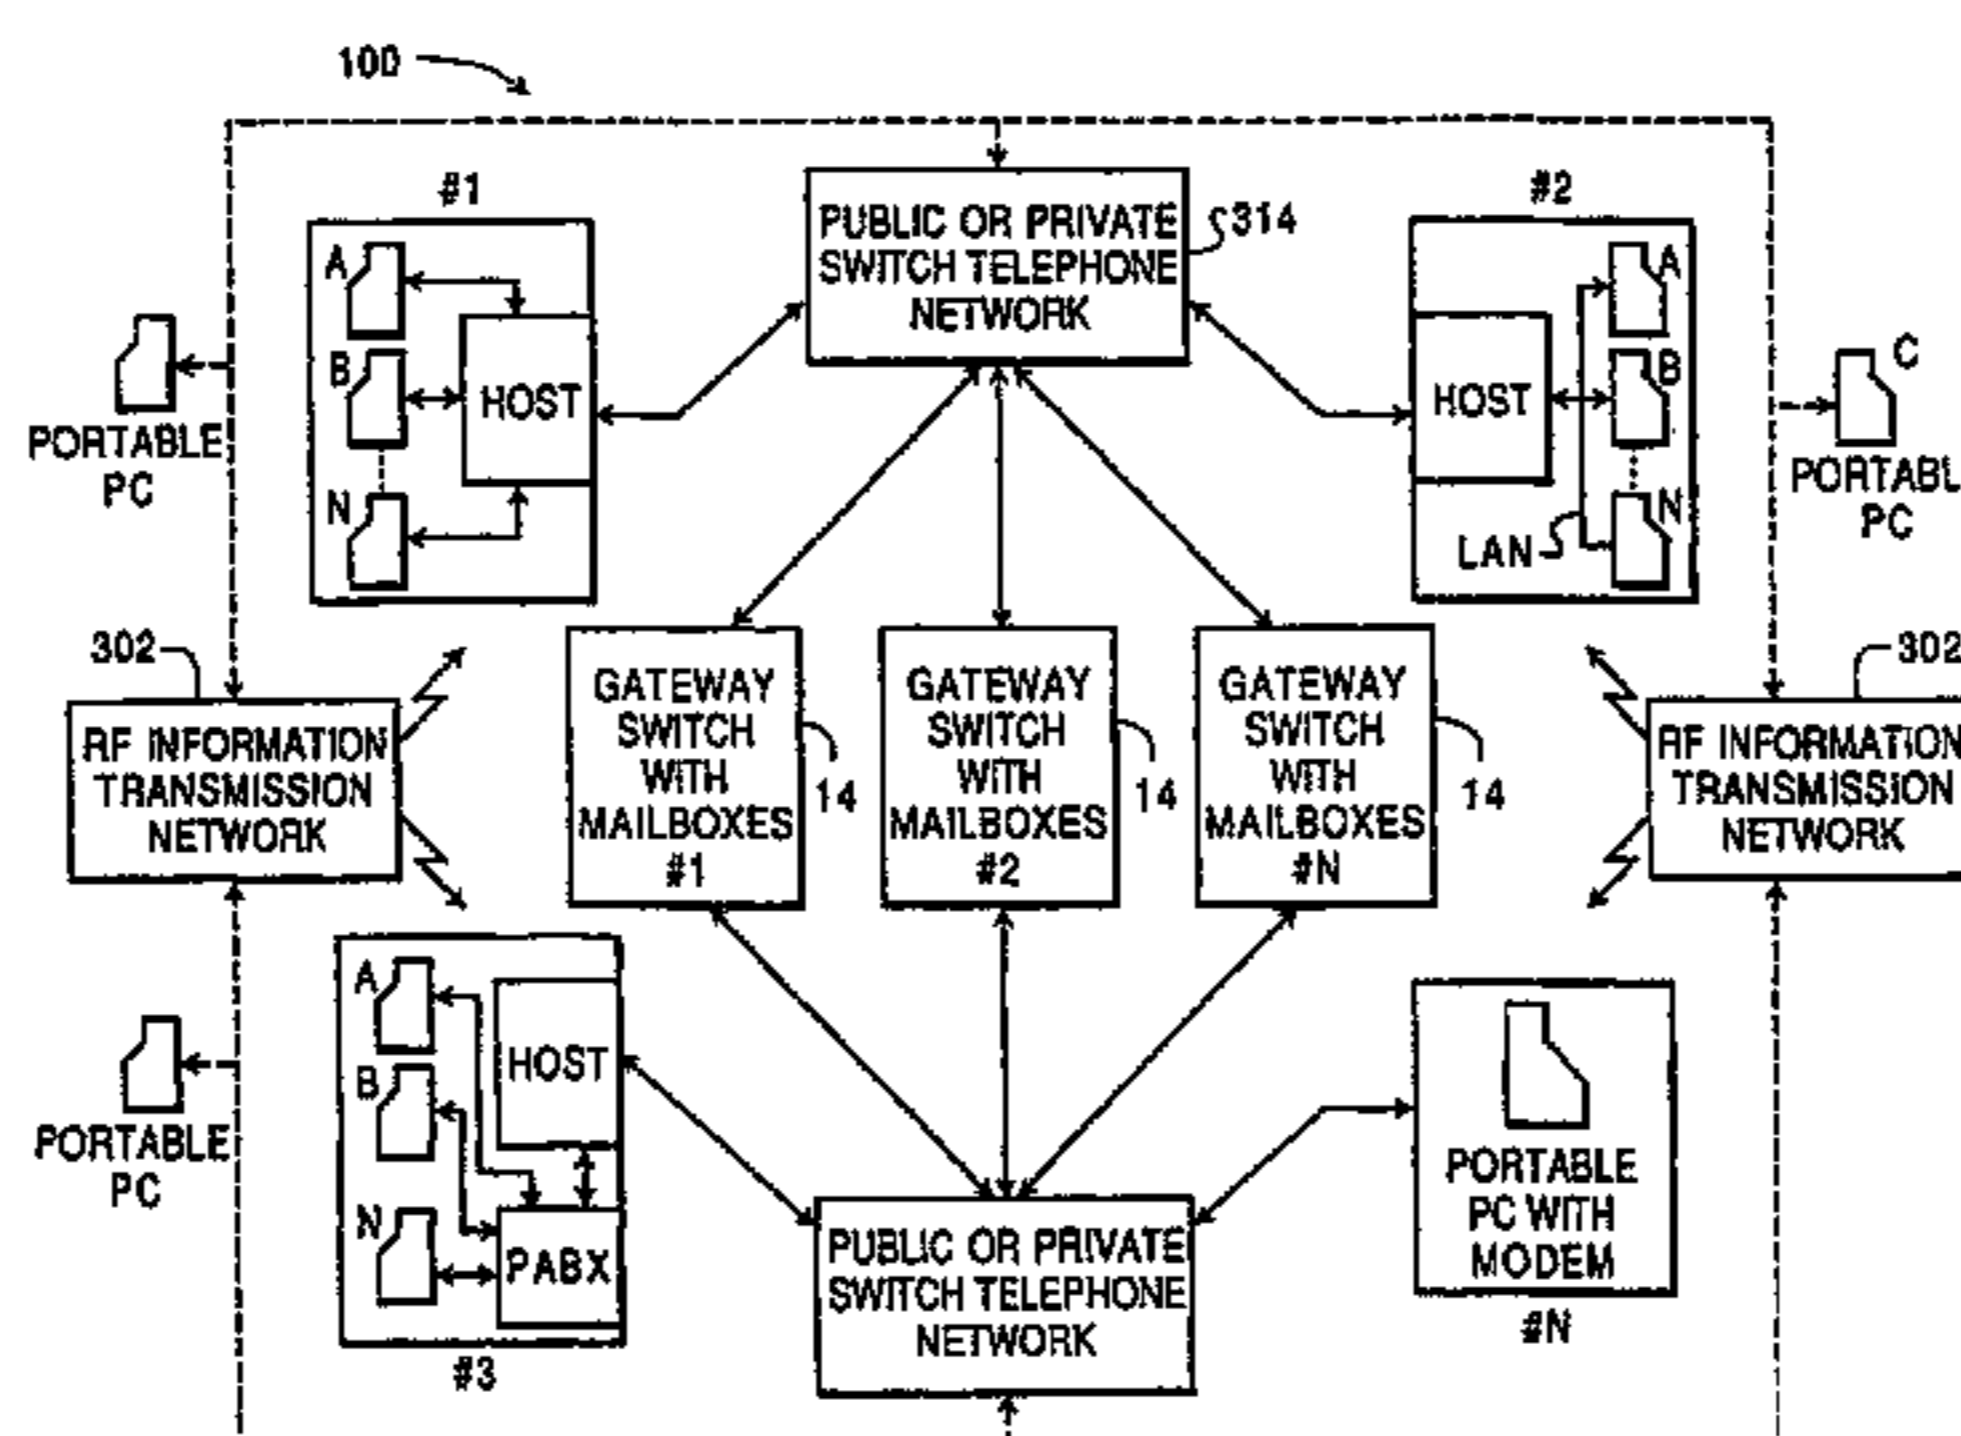 100
#1
#2
PUBLIC OR PRIVATE
SWITCH TELEPHONE
NETWORK
314
A
B
N
HOST
HOST
A
B
N
LAN
PORTABLE
PC
C
PORTABL
PC
302
RF INFORMATION
TRANSMISSION
NETWORK
GATEWAY
SWITCH
WITH
MAILBOXES
#1
14
GATEWAY
SWITCH
WITH
MAILBOXES
#2
14
GATEWAY
SWITCH
WITH
MAILBOXES
#N
14
302
RF INFORMATION
TRANSMISSION
NETWORK
PORTABLE
PC
A
B
N
HOST
PABX
#3
PUBLIC OR PRIVATE
SWITCH TELEPHONE
NETWORK
PORTABLE
PC WITH
MODEM
#N